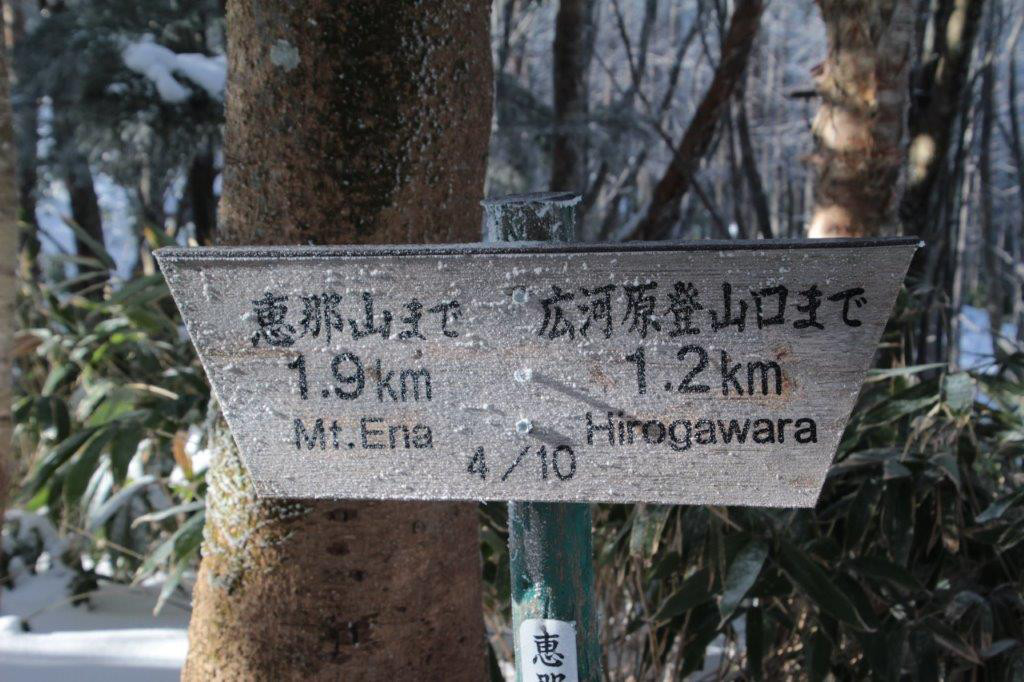 恵那山まで
1.9km
Mt.Ena
広河原登山口まで
1.2km
Hirogawara
4/10
恵
那